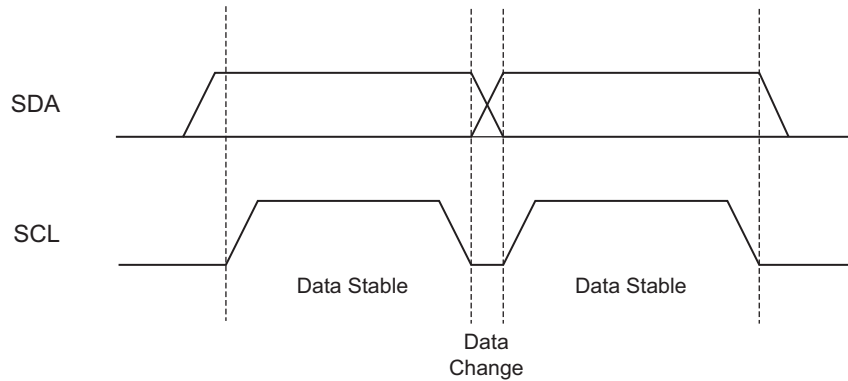 SDA
SCL
Data Stable
Data Stable
Data
Change